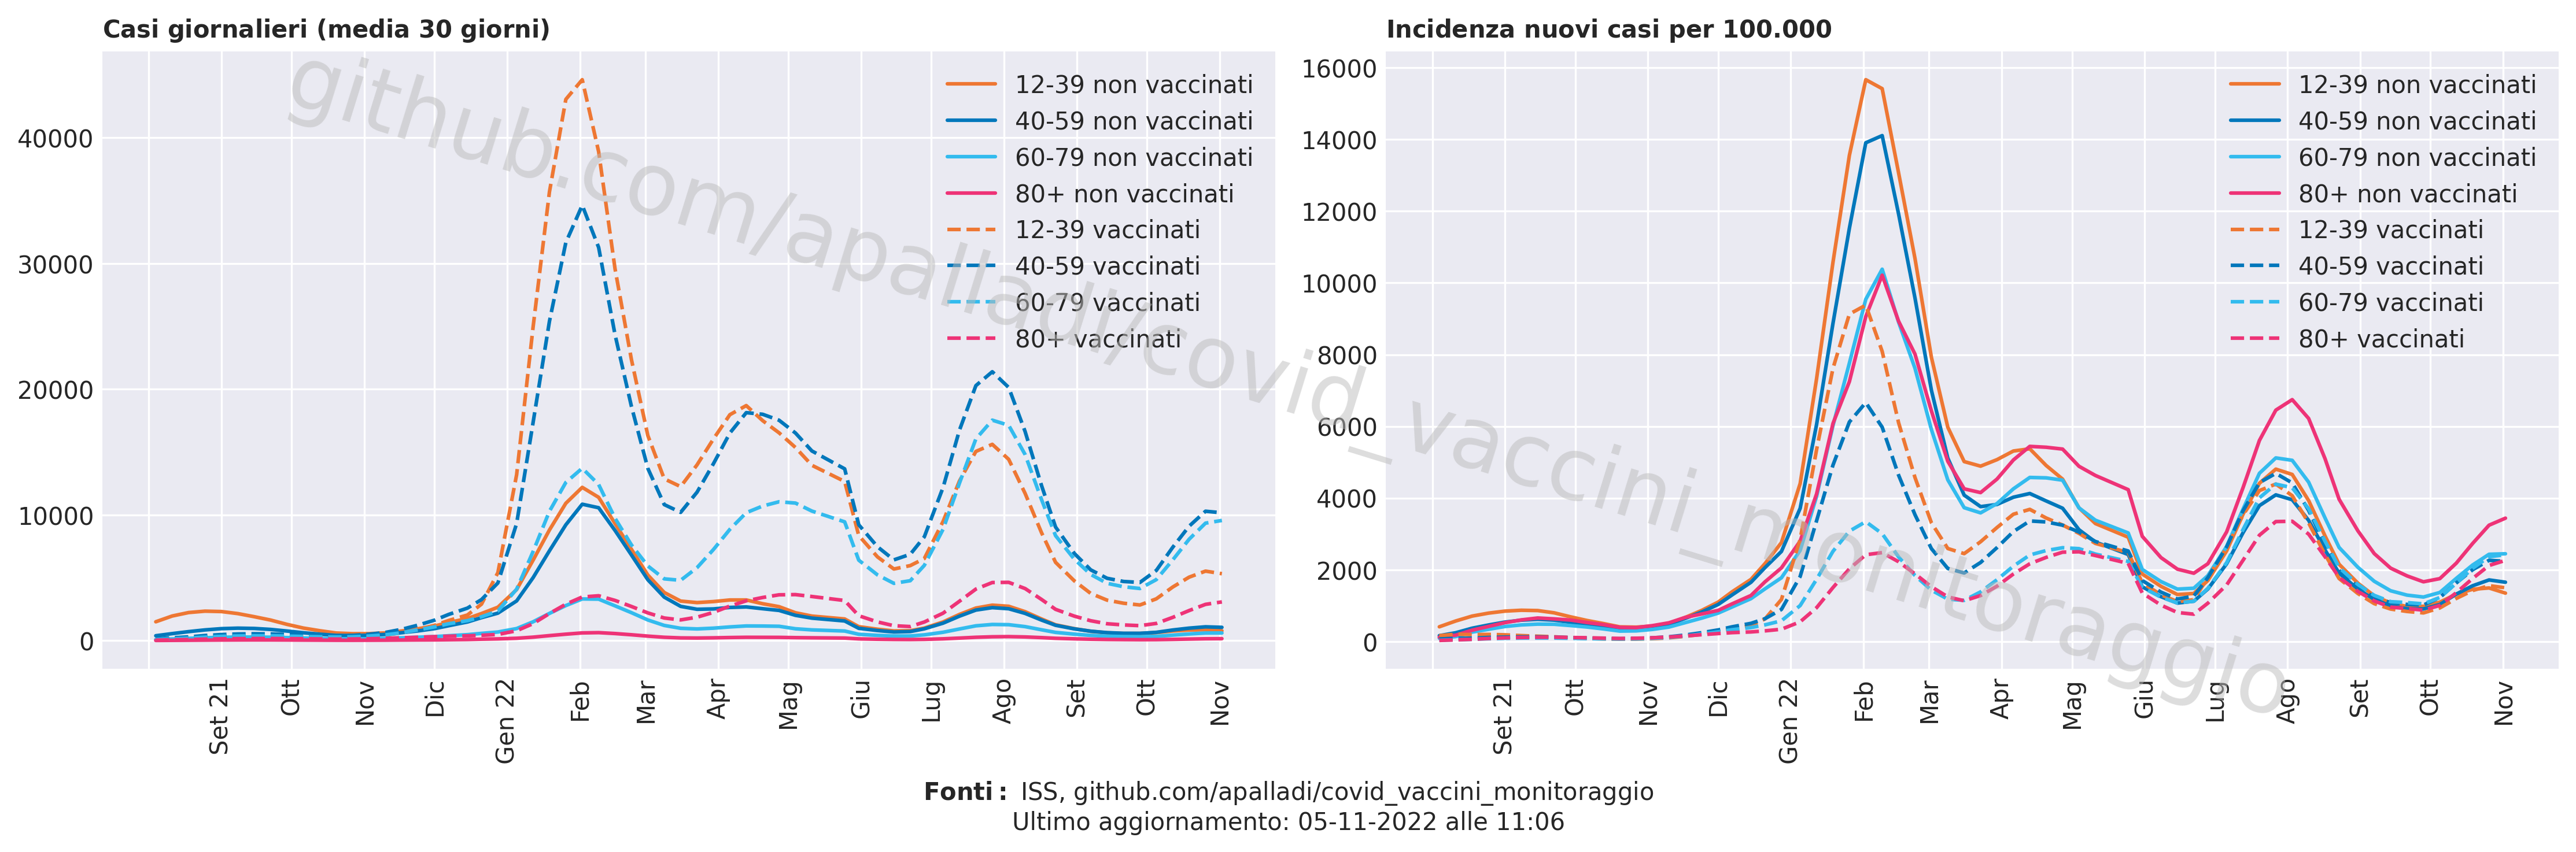 Casi giornalieri (media 30 giorni)
40000
30000
20000
10000
0
12-39 non vaccinati
40-59 non vaccinati
60-79 non vaccinati
80+ non vaccinati
12-39 vaccinati
40-59 vaccinati
60-79 vaccinati
80+ vaccinati
Set 21
Ott
Nov
Dic
Gen 22
Feb
Mar
Apr
Mag
Giu
Lug
Ago
Set
Ott
Nov
Incidenza nuovi casi per 100.000
16000
14000
12000
10000
8000
6000
4000
2000
0
12-39 non vaccinati
40-59 non vaccinati
60-79 non vaccinati
80+ non vaccinati
12-39 vaccinati
40-59 vaccinati
60-79 vaccinati
80+ vaccinati
Set 21
Ott
Nov
Dic
Gen 22
Feb
Mar
Apr
Mag
Giu
Lug
Ago
Set
Ott
Nov
github.com/apalladi/covid_vaccini_monitoraggio
Fonti: ISS, github.com/apalladi/covid_vaccini_monitoraggio
Ultimo aggiornamento: 05-11-2022 alle 11:06